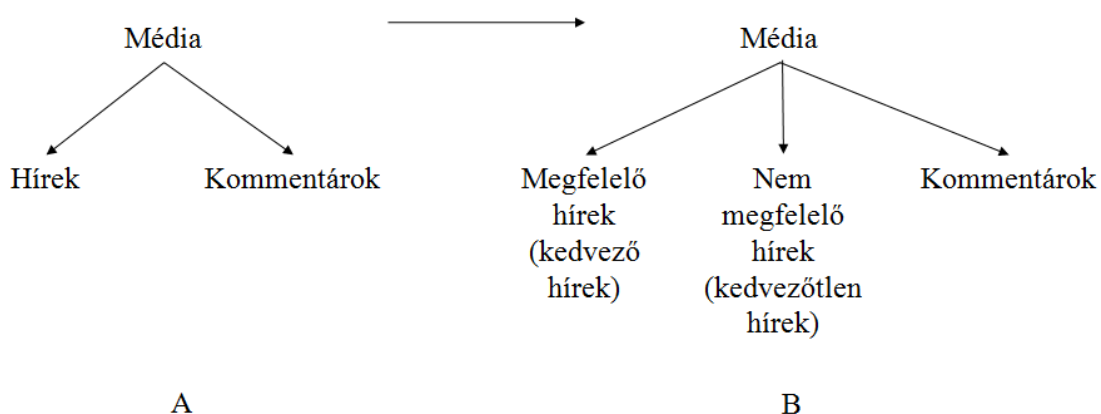 Média
Hírek
Kommentárok
A
Média
Megfelelő
hírek
(kedvező
hírek)
Nem
megfelelő
hírek
(kedvezőtlen
hírek)
Kommentárok
B